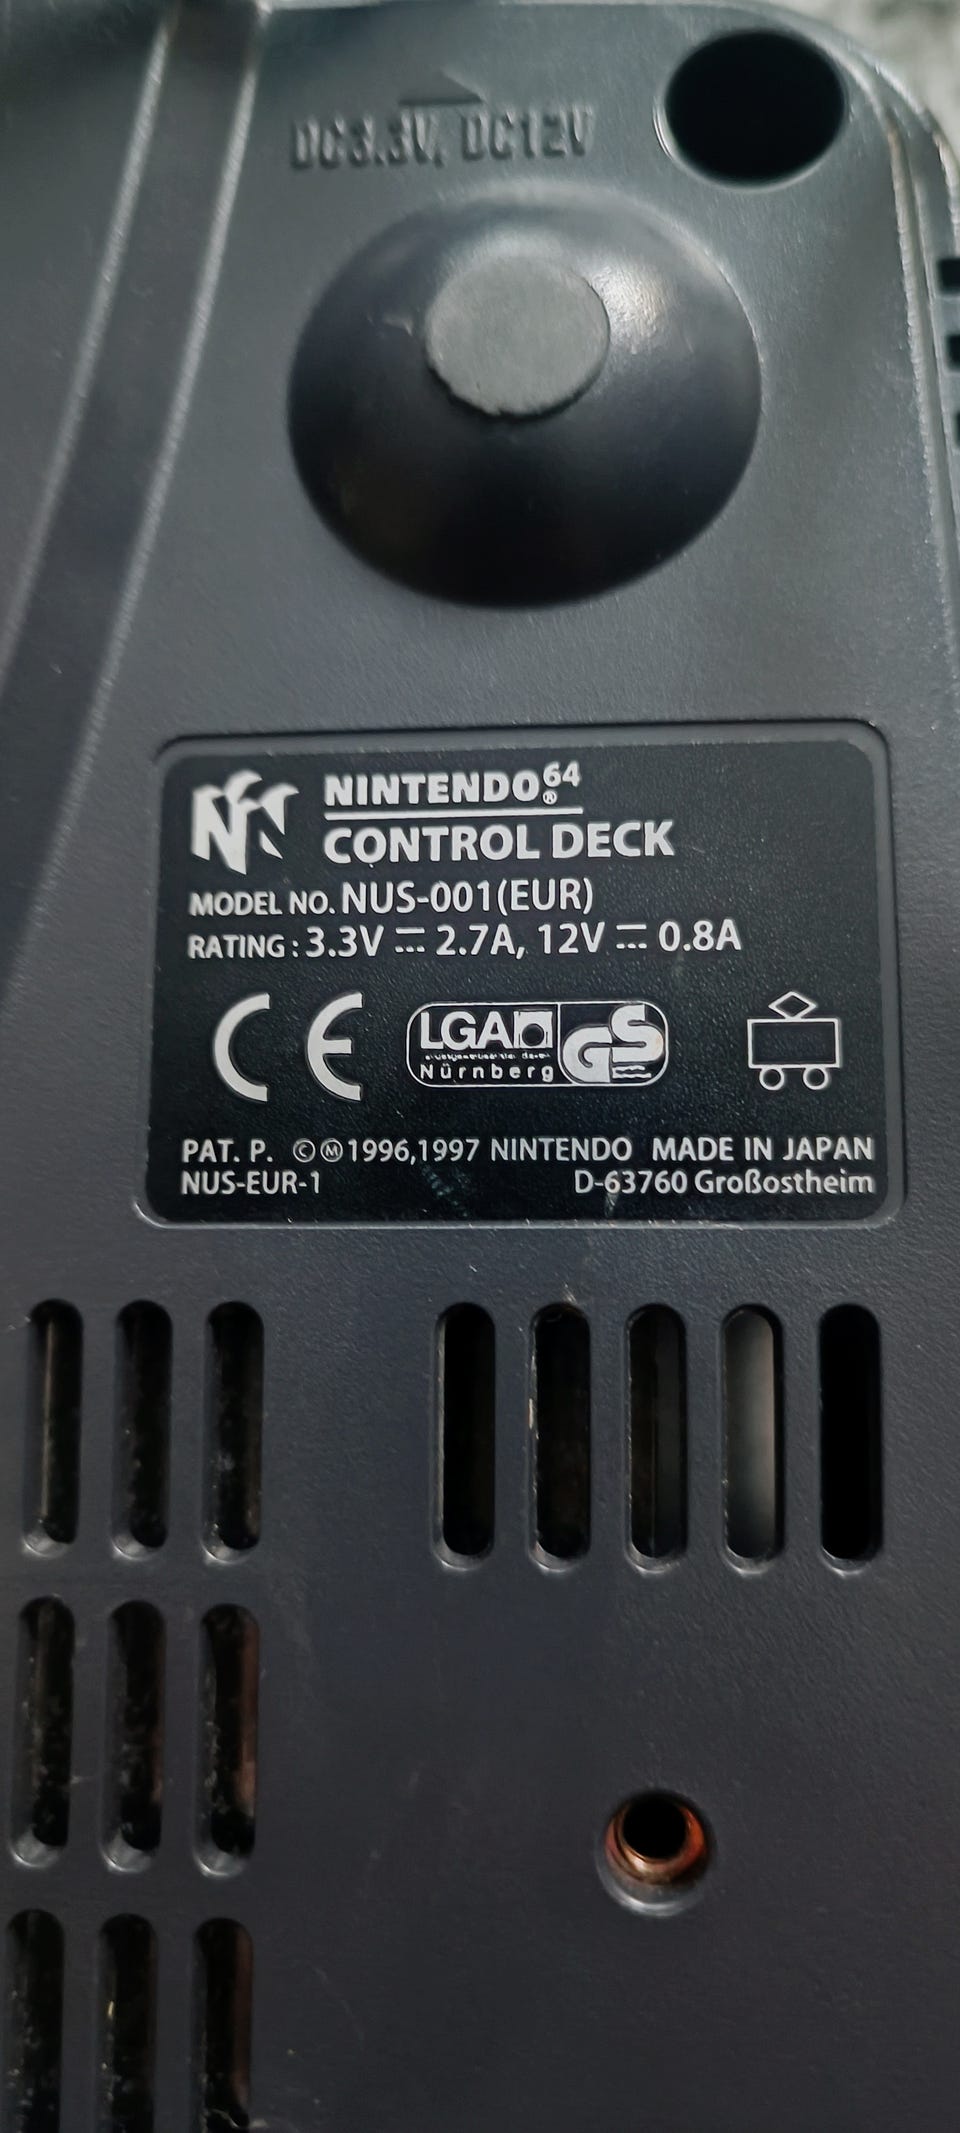 DC3.3V, DC12V
NINTENDO64®
CONTROL DECK
MODEL NO. NUS-001(EUR)
RATING : 3.3V ⎓ 2.7A, 12V ⎓ 0.8A
CE
LGA GS
Nürnberg
PAT. P. ©Ⓜ1996,1997 NINTENDO MADE IN JAPAN
NUS-EUR-1 D-63760 Großostheim